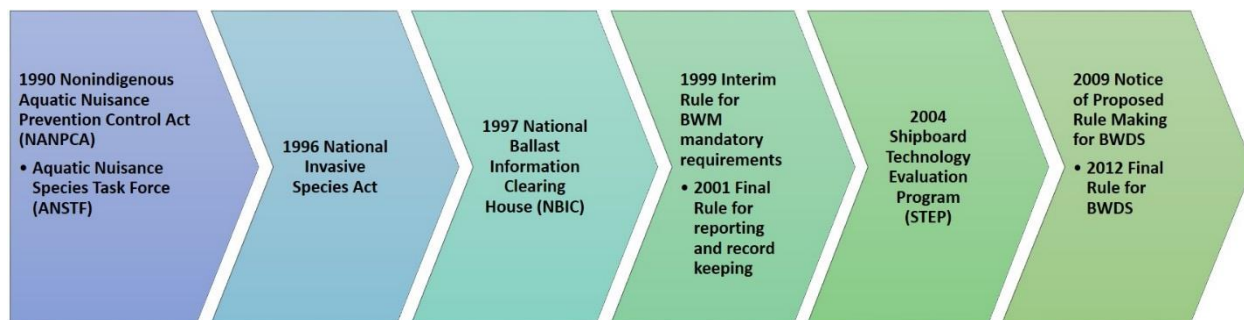 1990 Nonindigenous
Aquatic Nuisance
Prevention Control Act
(NANPCA)
• Aquatic Nuisance
Species Task Force
(ANSTF)
1996 National
Invasive
Species Act
1997 National
Ballast
Information
Clearing
House (NBIC)
1999 Interim
Rule for
BWM
mandatory
requirements
• 2001 Final
Rule for
reporting
and record
keeping
2004
Shipboard
Technology
Evaluation
Program
(STEP)
2009 Notice
of Proposed
Rule Making
for BWDS
• 2012 Final
Rule for
BWDS